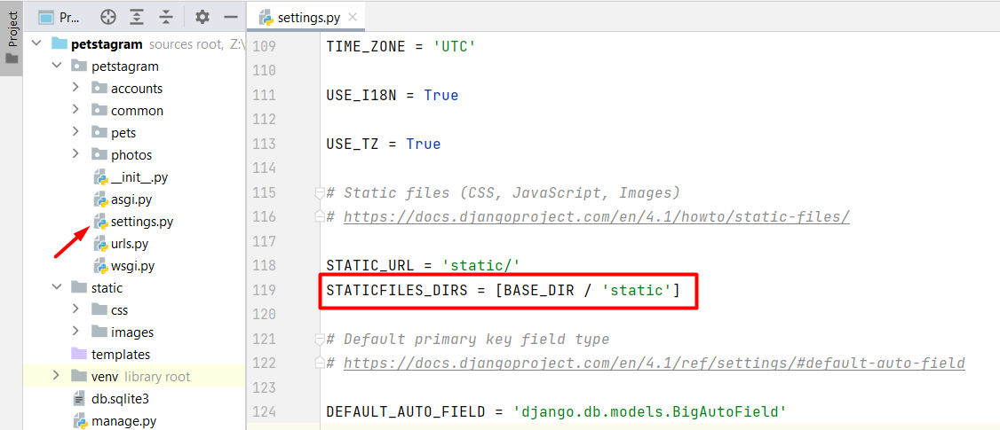 Project
Pr...
petstagram sources root, Z:\
petstagram
accounts
common
pets
photos
__init__.py
asgi.py
settings.py
urls.py
wsgi.py
static
css
images
templates
venv library root
db.sqlite3
manage.py
settings.py
109 TIME_ZONE = 'UTC'
110
111 USE_I18N = True
112
113 USE_TZ = True
114
115 # Static files (CSS, JavaScript, Images)
116 # https://docs.djangoproject.com/en/4.1/howto/static-files/
117
118 STATIC_URL = 'static/'
119 STATICFILES_DIRS = [BASE_DIR / 'static']
120
121 # Default primary key field type
122 # https://docs.djangoproject.com/en/4.1/ref/settings/#default-auto-field
123
124 DEFAULT_AUTO_FIELD = 'django.db.models.BigAutoField'